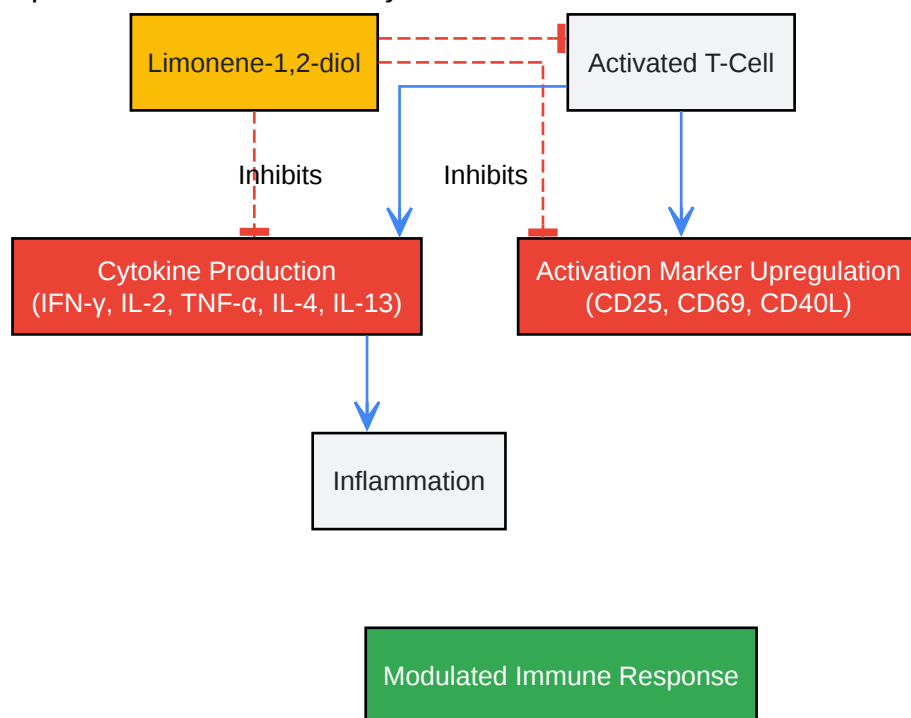 Limonene-1,2-diol
Activated T-Cell
Inhibits
Inhibits
Cytokine Production
(IFN-γ, IL-2, TNF-α, IL-4, IL-13)
Activation Marker Upregulation
(CD25, CD69, CD40L)
Inflammation
Modulated Immune Response